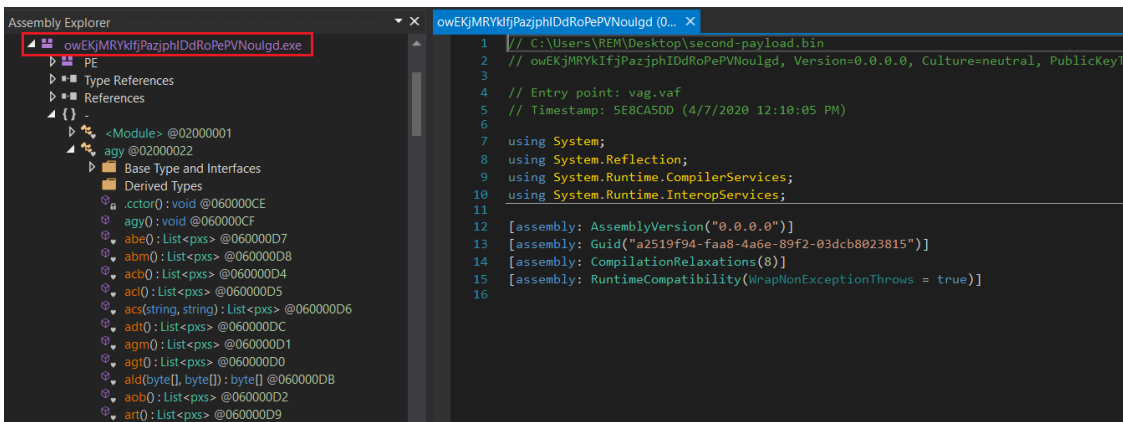 Assembly Explorer
owEKjMRYkIfjPazjphIDdRoPePVNoulgd.exe
PE
Type References
References
{} -
<Module> @02000001
agy @02000022
Base Type and Interfaces
Derived Types
.cctor() : void @060000CE
agy() : void @060000CF
abe() : List<pxs> @060000D7
abm() : List<pxs> @060000D8
acb() : List<pxs> @060000D4
acl() : List<pxs> @060000D5
acs(string, string) : List<pxs> @060000D6
adt() : List<pxs> @060000DC
agm() : List<pxs> @060000D1
agt() : List<pxs> @060000D0
ald(byte[], byte[]) : byte[] @060000DB
aob() : List<pxs> @060000D2
art() : List<pxs> @060000D9
owEKjMRYkIfjPazjphIDdRoPePVNoulgd (0...
1 // C:\Users\REM\Desktop\second-payload.bin
2 // owEKjMRYkIfjPazjphIDdRoPePVNoulgd, Version=0.0.0.0, Culture=neutral, PublicKeyT
3
4 // Entry point: vag.vaf
5 // Timestamp: 5E8CA5DD (4/7/2020 12:10:05 PM)
6
7 using System;
8 using System.Reflection;
9 using System.Runtime.CompilerServices;
10 using System.Runtime.InteropServices;
11
12 [assembly: AssemblyVersion("0.0.0.0")]
13 [assembly: Guid("a2519f94-faa8-4a6e-89f2-03dcb8023815")]
14 [assembly: CompilationRelaxations(8)]
15 [assembly: RuntimeCompatibility(WrapNonExceptionThrows = true)]
16